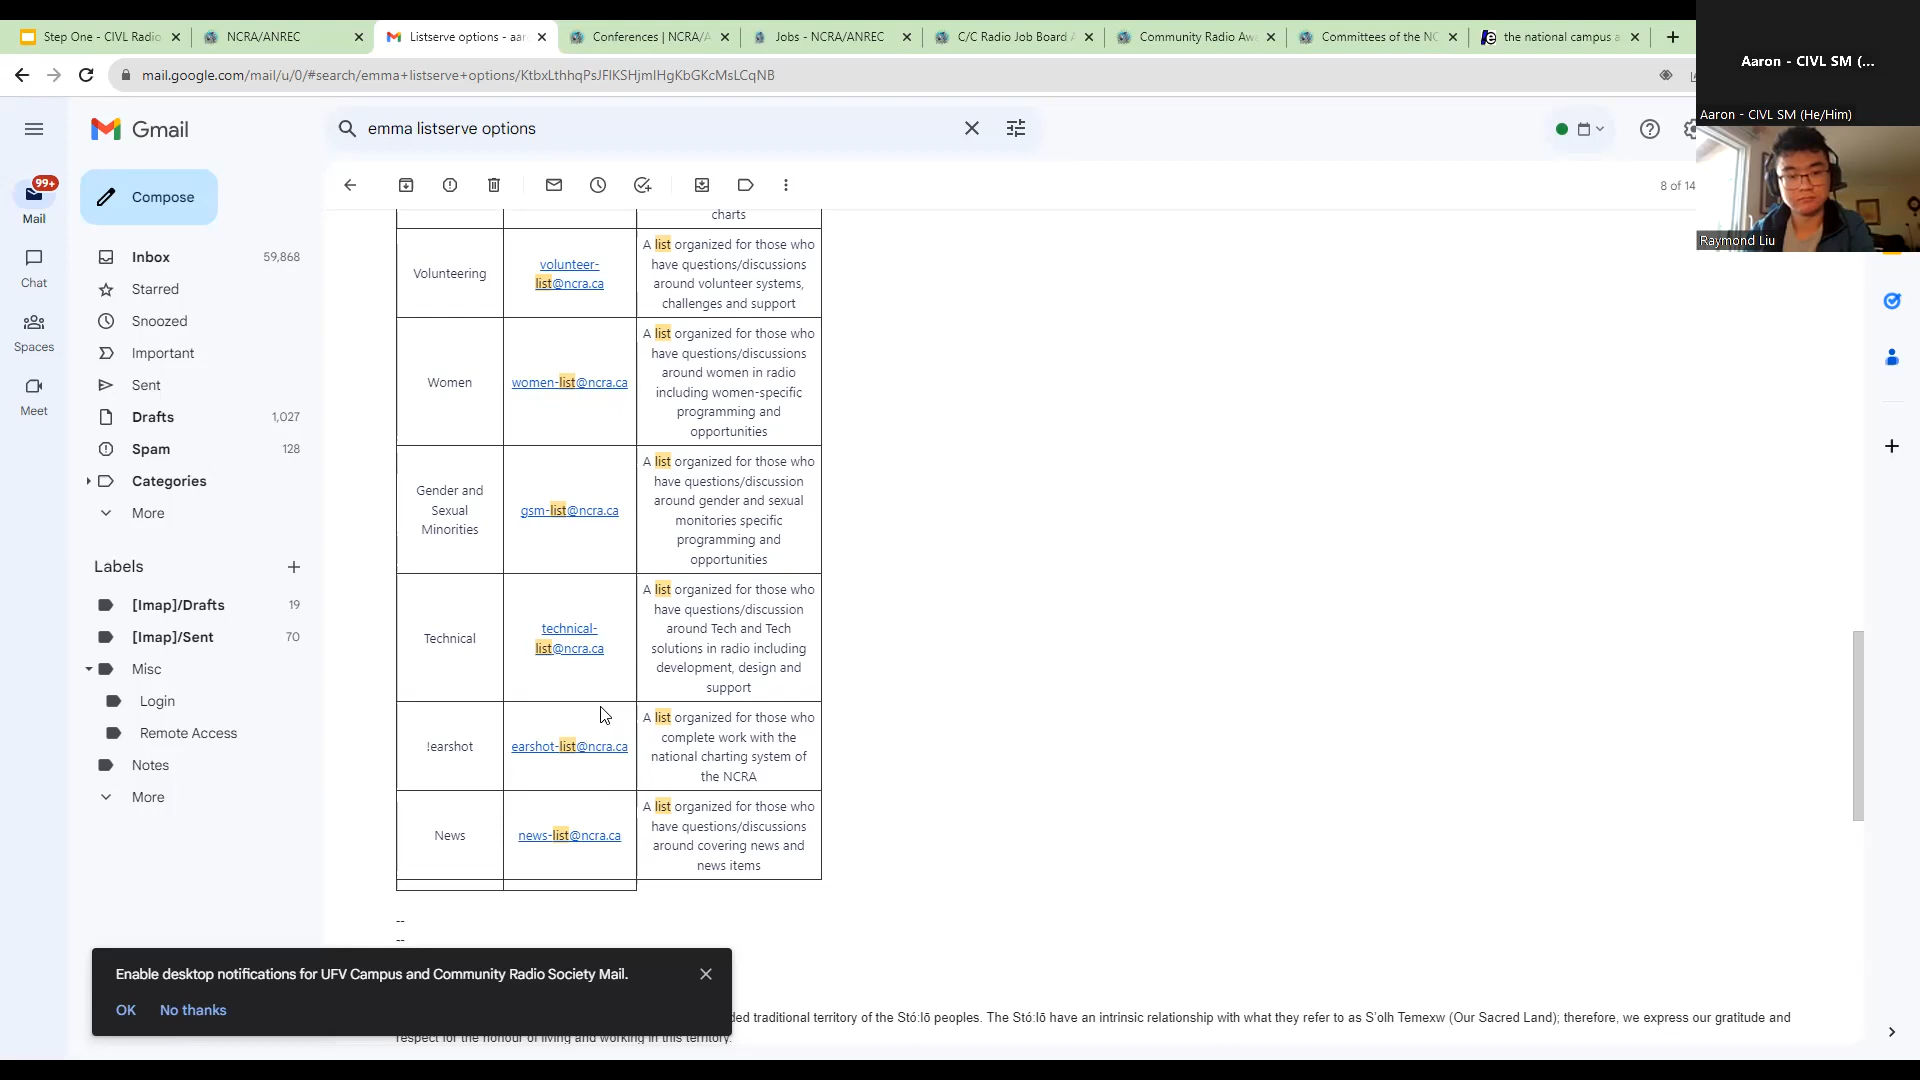 Step One - CIVL Radio
NCRA/ANREC
Listserve options - aar
Conferences | NCRA/A
Jobs - NCRA/ANREC
C/C Radio Job Board A
Community Radio Awa
Committees of the NC
the national campus a
mail.google.com/mail/u/0/#search/emma+listserve+options/KtbxLthhqPsJFlKSHjmlHgKbGKcMsLCqNB
Aaron - CIVL SM (...
Aaron - CIVL SM (He/Him)
Raymond Liu
Gmail
emma listserve options
99+
Mail
Chat
Spaces
Meet
Compose
8 of 14
Inbox 59,868
Starred
Snoozed
Important
Sent
Drafts 1,027
Spam 128
Categories
More
Labels
[Imap]/Drafts 19
[Imap]/Sent 70
Misc
Login
Remote Access
Notes
More
charts
Volunteering
volunteer-
list@ncra.ca
A list organized for those who
have questions/discussions
around volunteer systems,
challenges and support
Women
women-list@ncra.ca
A list organized for those who
have questions/discussions
around women in radio
including women-specific
programming and
opportunities
Gender and
Sexual
Minorities
gsm-list@ncra.ca
A list organized for those who
have questions/discussion
around gender and sexual
monitories specific
programming and
opportunities
Technical
technical-
list@ncra.ca
A list organized for those who
have questions/discussion
around Tech and Tech
solutions in radio including
development, design and
support
!earshot
earshot-list@ncra.ca
A list organized for those who
complete work with the
national charting system of
the NCRA
News
news-list@ncra.ca
A list organized for those who
have questions/discussions
around covering news and
news items
--
--
Enable desktop notifications for UFV Campus and Community Radio Society Mail.
OK No thanks
ded traditional territory of the Stó:lō peoples. The Stó:lō have an intrinsic relationship with what they refer to as S'olh Temexw (Our Sacred Land); therefore, we express our gratitude and
respect for the honour of living and working in this territory.